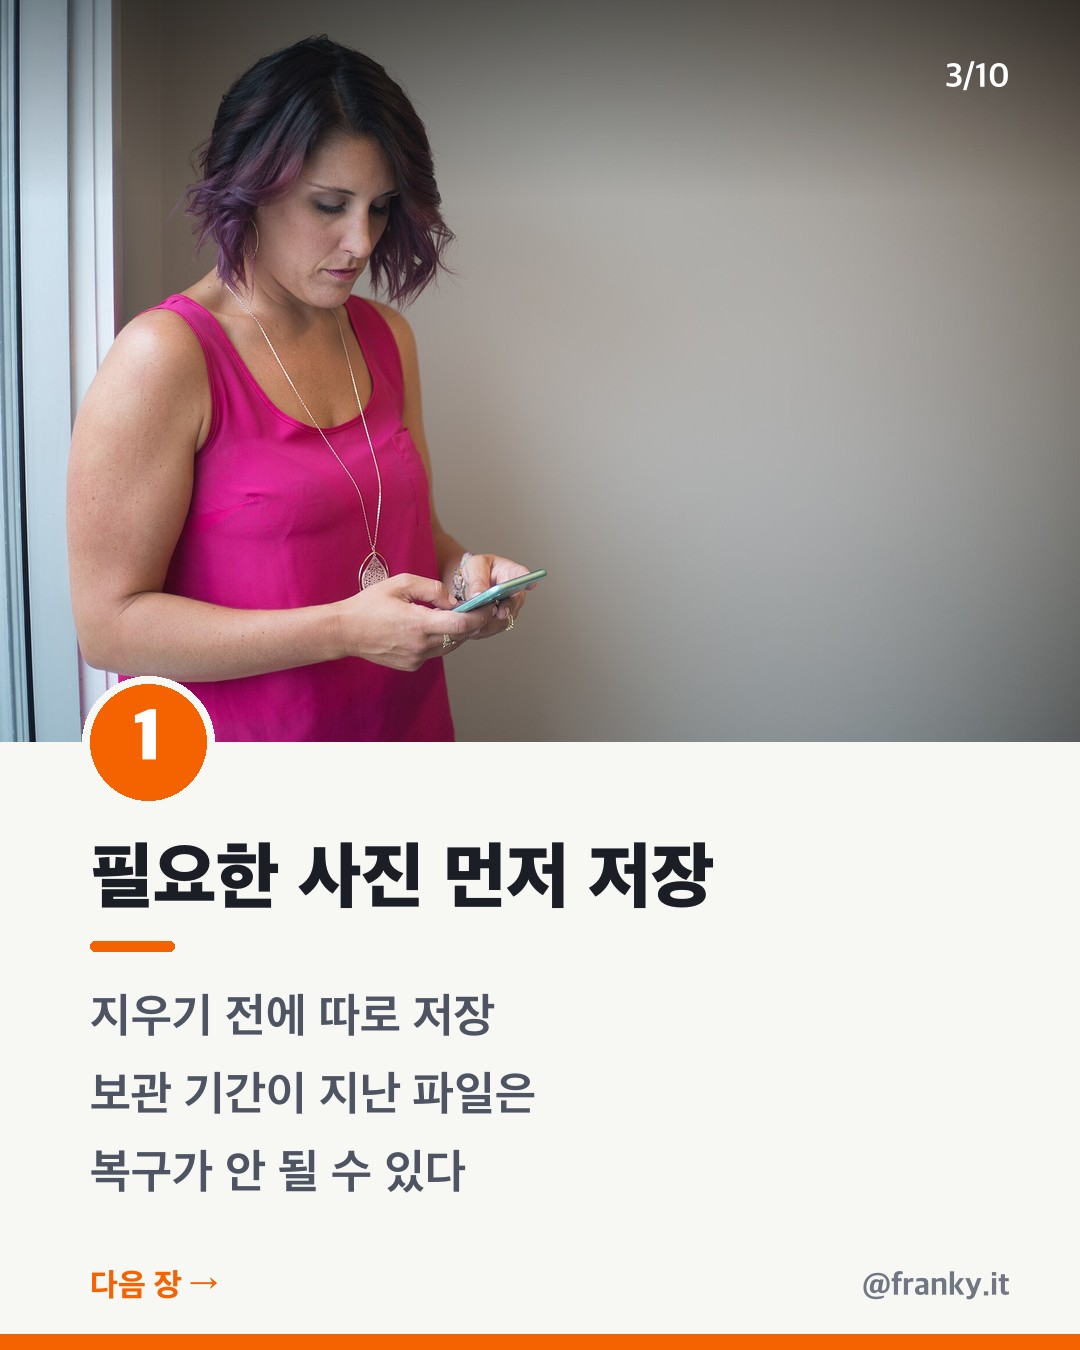 3/10
1
필요한 사진 먼저 저장
지우기 전에 따로 저장
보관 기간이 지난 파일은
복구가 안 될 수 있다
다음 장 →
@franky.it